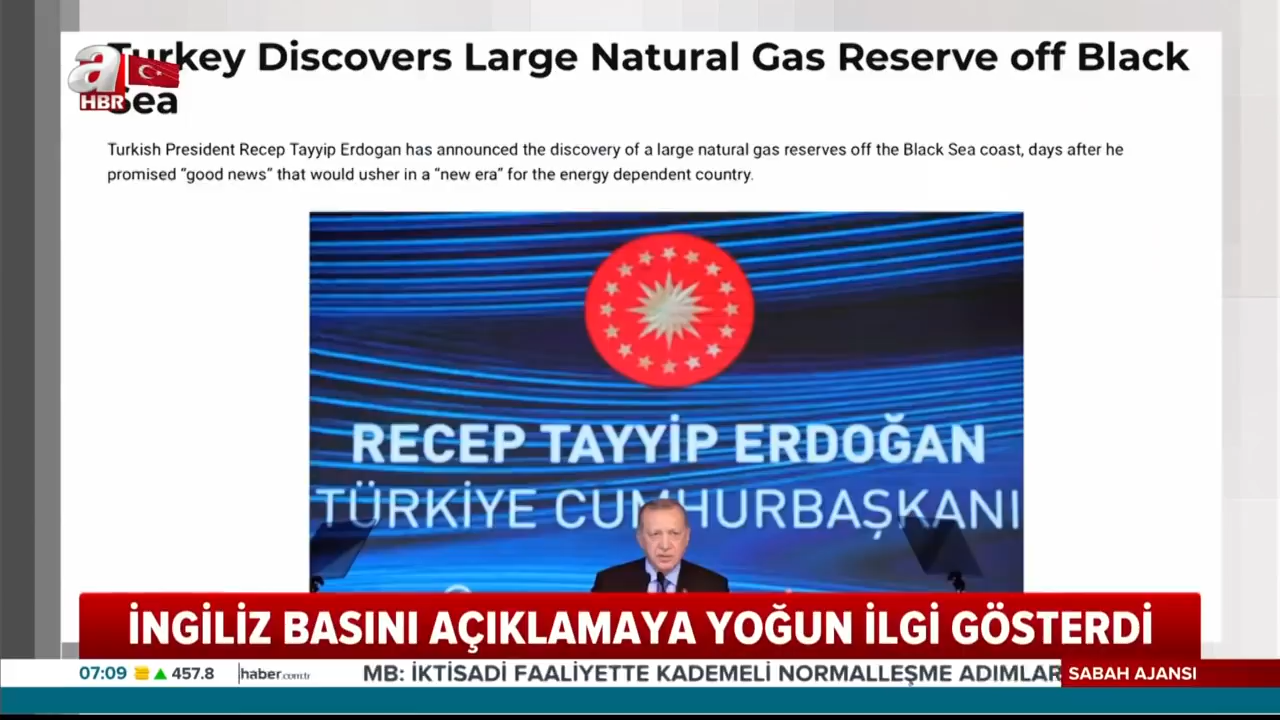 Turkey Discovers Large Natural Gas Reserve off Black
Sea
a
HBR
Turkish President Recep Tayyip Erdogan has announced the discovery of a large natural gas reserves off the Black Sea coast, days after he
promised “good news” that would usher in a “new era” for the energy dependent country.
RECEP TAYYİP ERDOĞAN
TÜRKİYE CUMHURBAŞKANI
İNGİLİZ BASINI AÇIKLAMAYA YOĞUN İLGİ GÖSTERDİ
07:09 457.8 haber.com.tr MB: İKTİSADİ FAALİYETTE KADEMELİ NORMALLEŞME ADIMLAR SABAH AJANSI